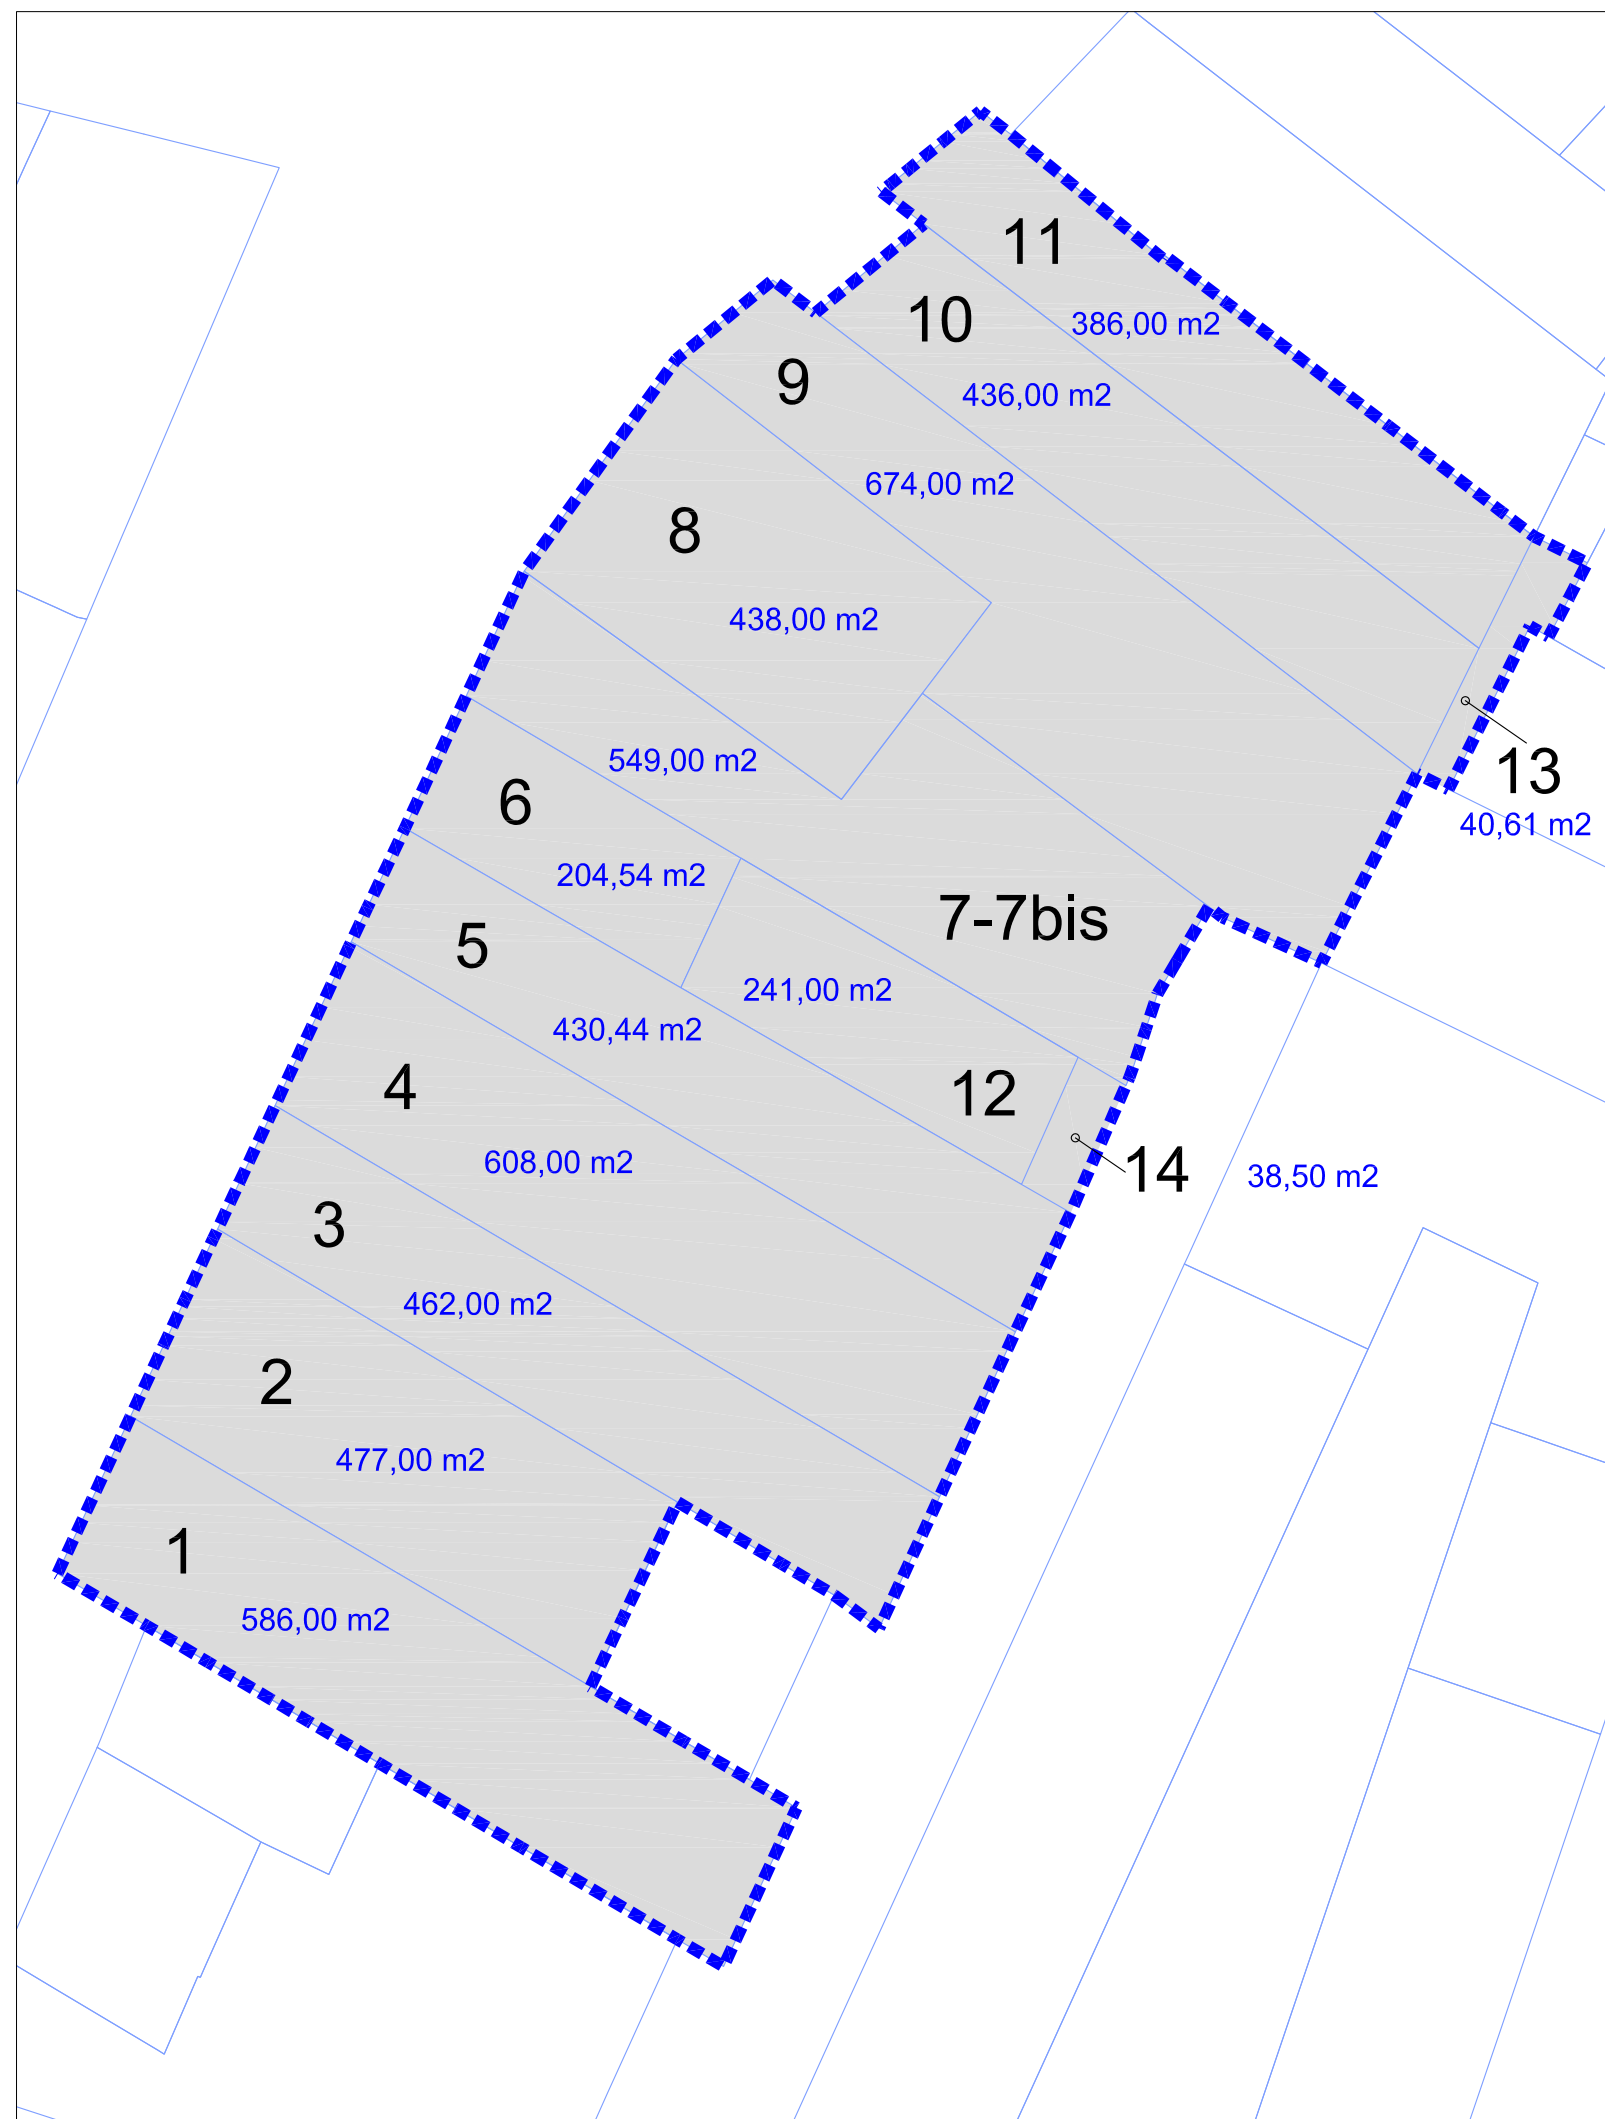 11
386,00 m2
10
436,00 m2
9
674,00 m2
8
438,00 m2
549,00 m2
7-7bis
13
40,61 m2
6
204,54 m2
241,00 m2
12
14
38,50 m2
5
430,44 m2
4
608,00 m2
3
462,00 m2
2
477,00 m2
1
586,00 m2